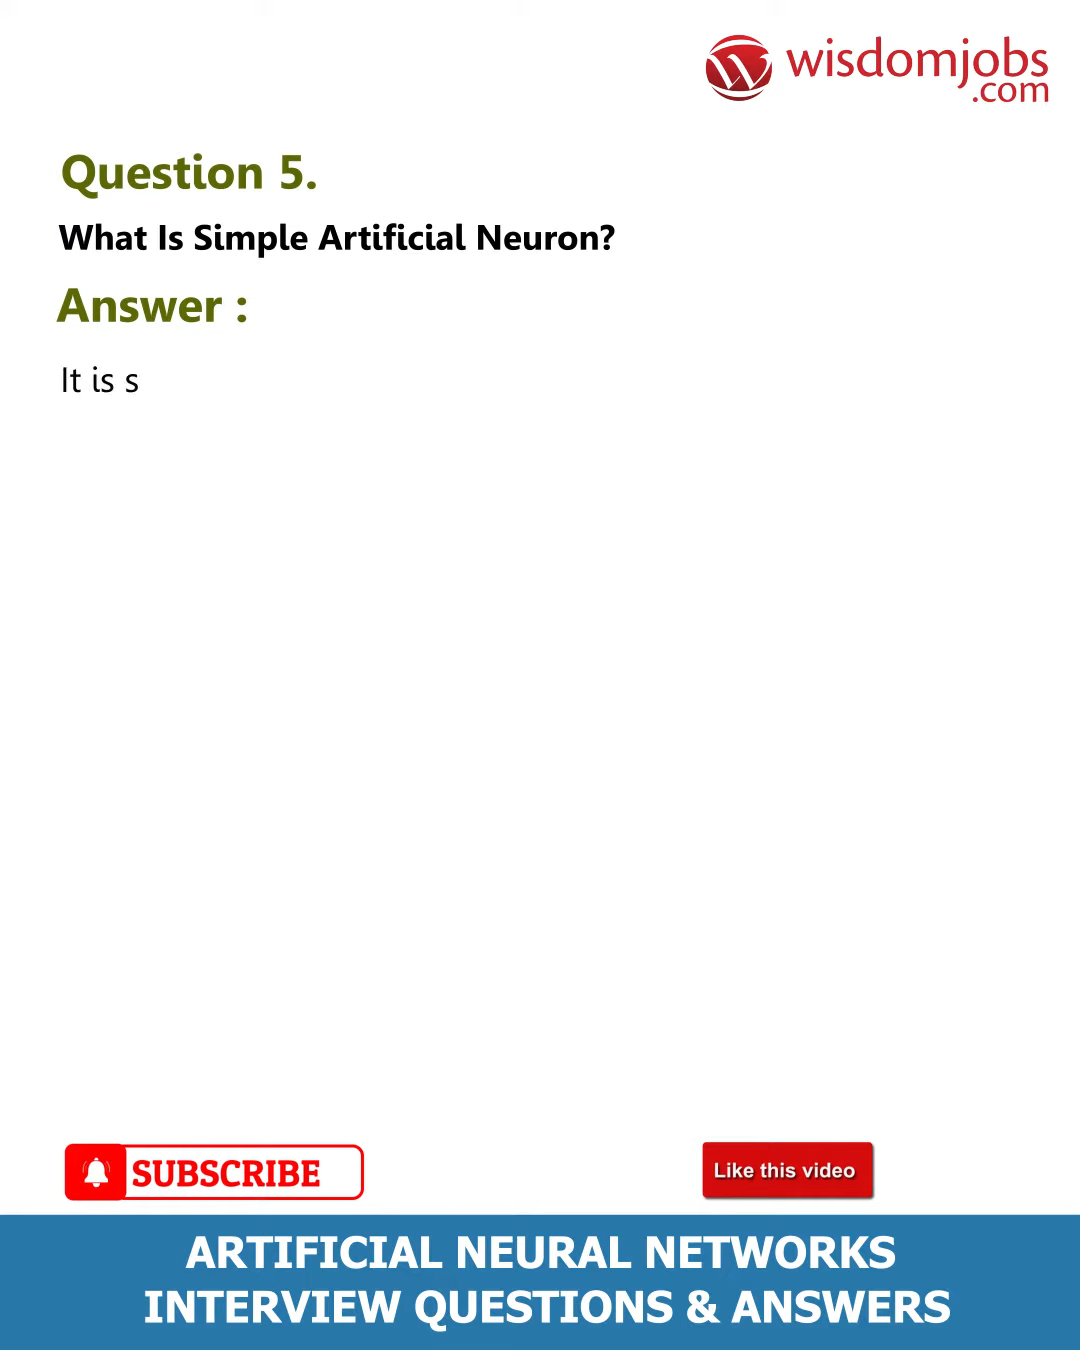 wisdomjobs
.com
Question 5.
What Is Simple Artificial Neuron?
Answer :
It is s
SUBSCRIBE
Like this video
ARTIFICIAL NEURAL NETWORKS
INTERVIEW QUESTIONS & ANSWERS